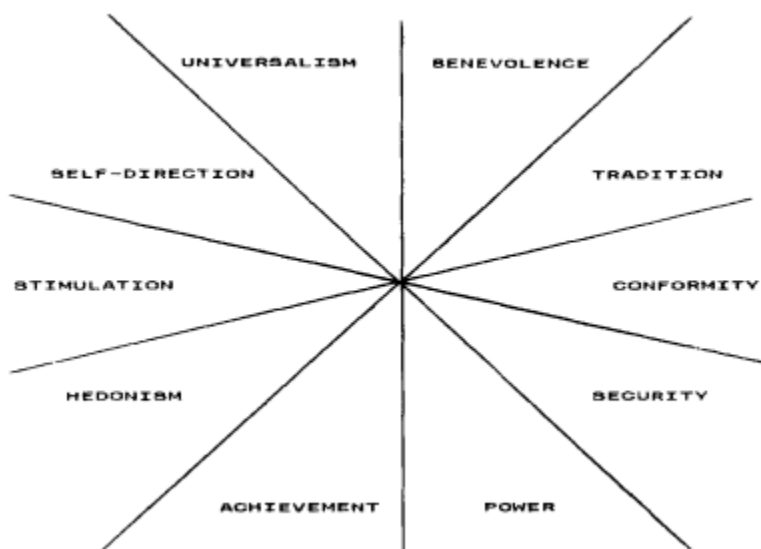 UNIVERSALISM
BENEVOLENCE
SELF-DIRECTION
TRADITION
STIMULATION
CONFORMITY
HEDONISM
SECURITY
ACHIEVEMENT
POWER